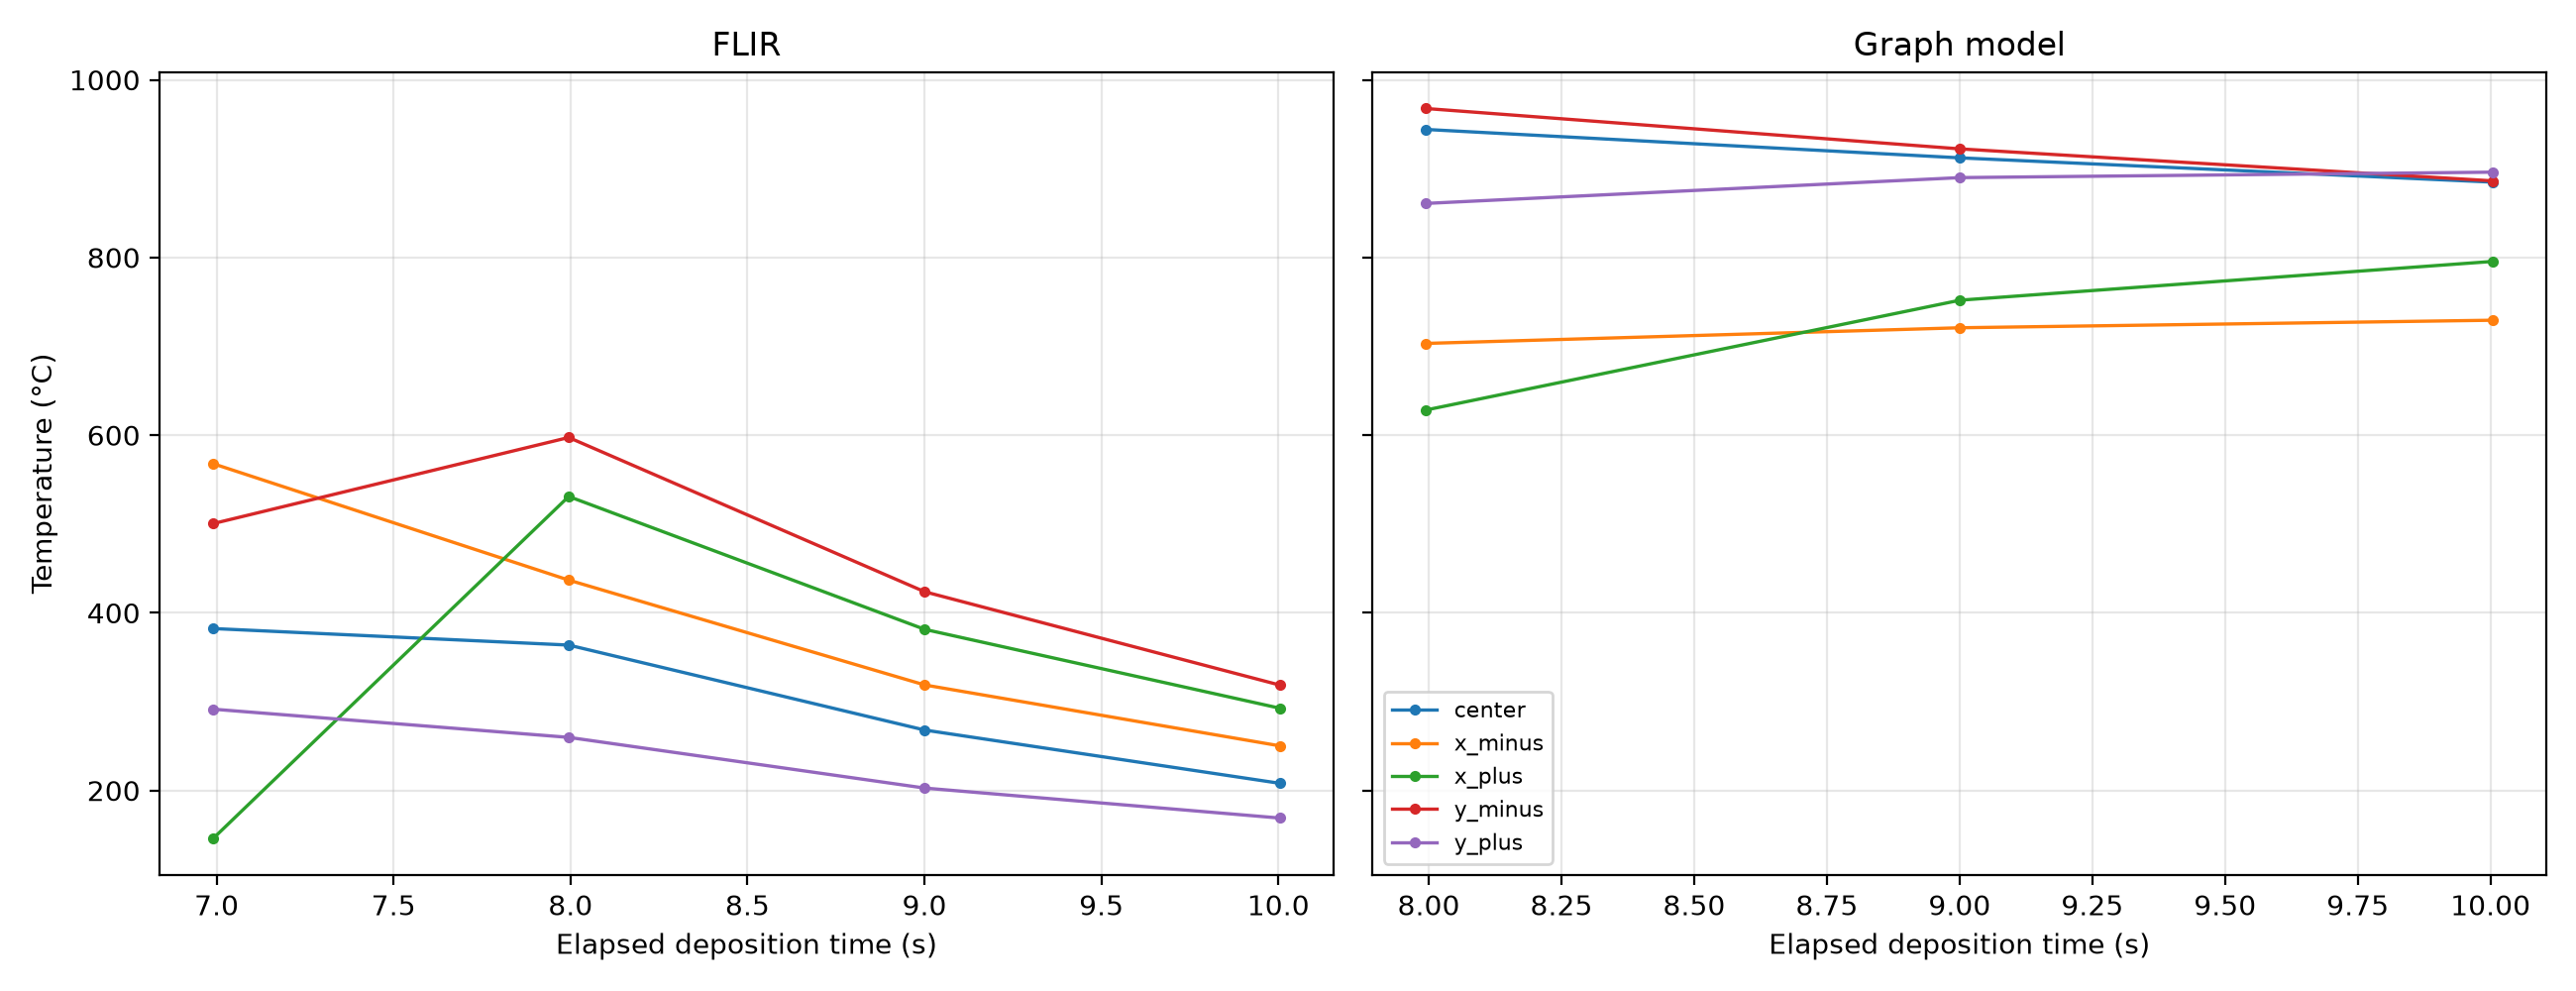 FLIR
Graph model
1000
800
600
400
200
Temperature (°C)
7.0 7.5 8.0 8.5 9.0 9.5 10.0
Elapsed deposition time (s)
center
x_minus
x_plus
y_minus
y_plus
8.00 8.25 8.50 8.75 9.00 9.25 9.50 9.75 10.00
Elapsed deposition time (s)